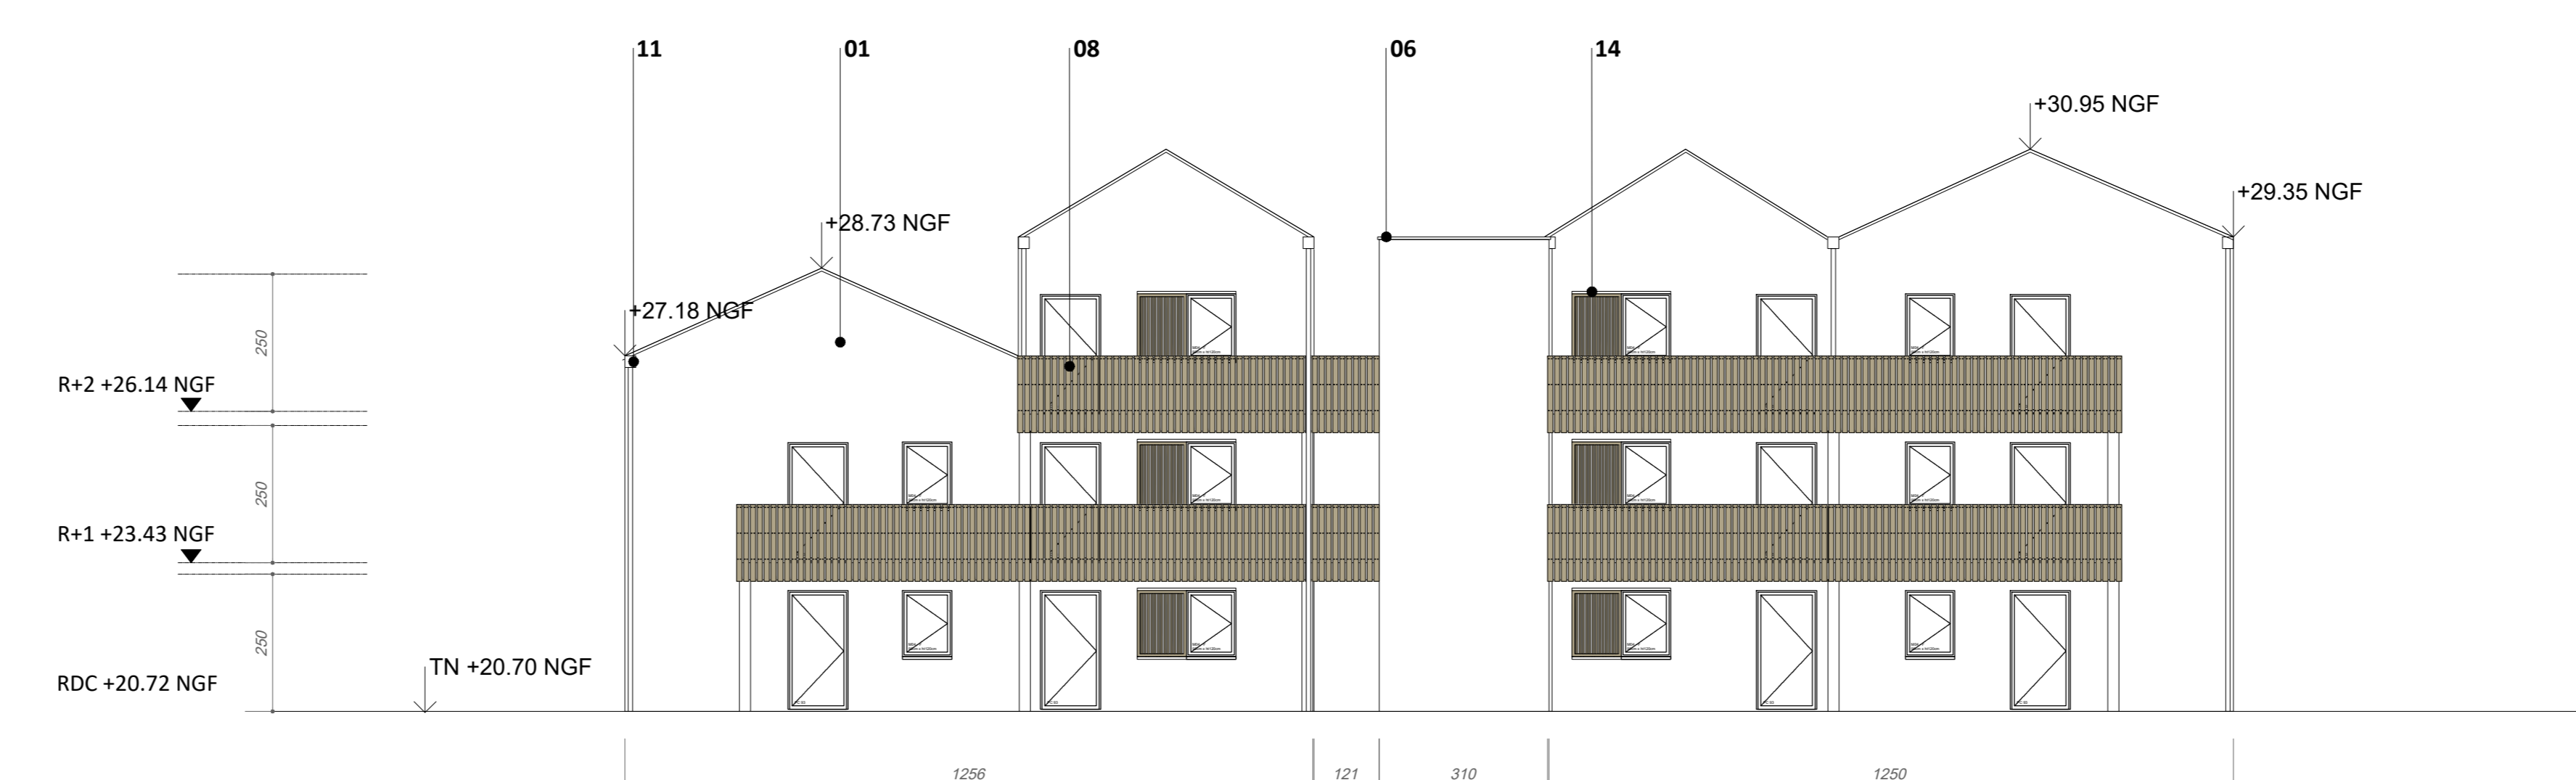 11
01
08
06
14
+30.95 NGF
+29.35 NGF
+28.73 NGF
+27.18 NGF
250
R+2 +26.14 NGF
250
R+1 +23.43 NGF
250
TN +20.70 NGF
RDC +20.72 NGF
1256
121
310
1250